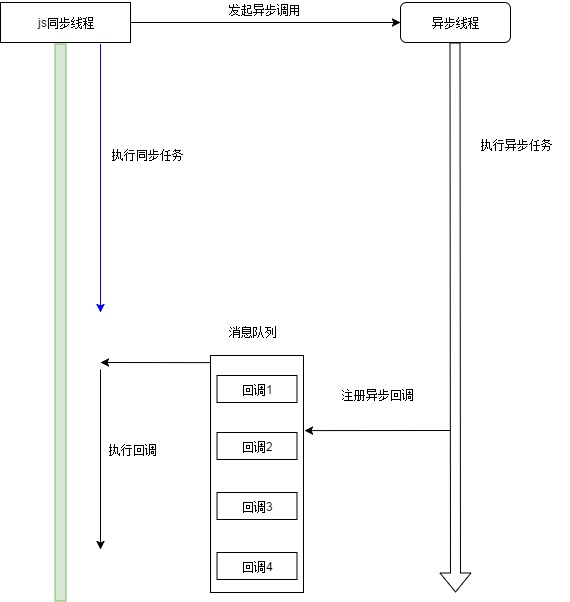 js同步线程
发起异步调用
异步线程
执行同步任务
执行异步任务
消息队列
回调1
注册异步回调
回调2
执行回调
回调3
回调4